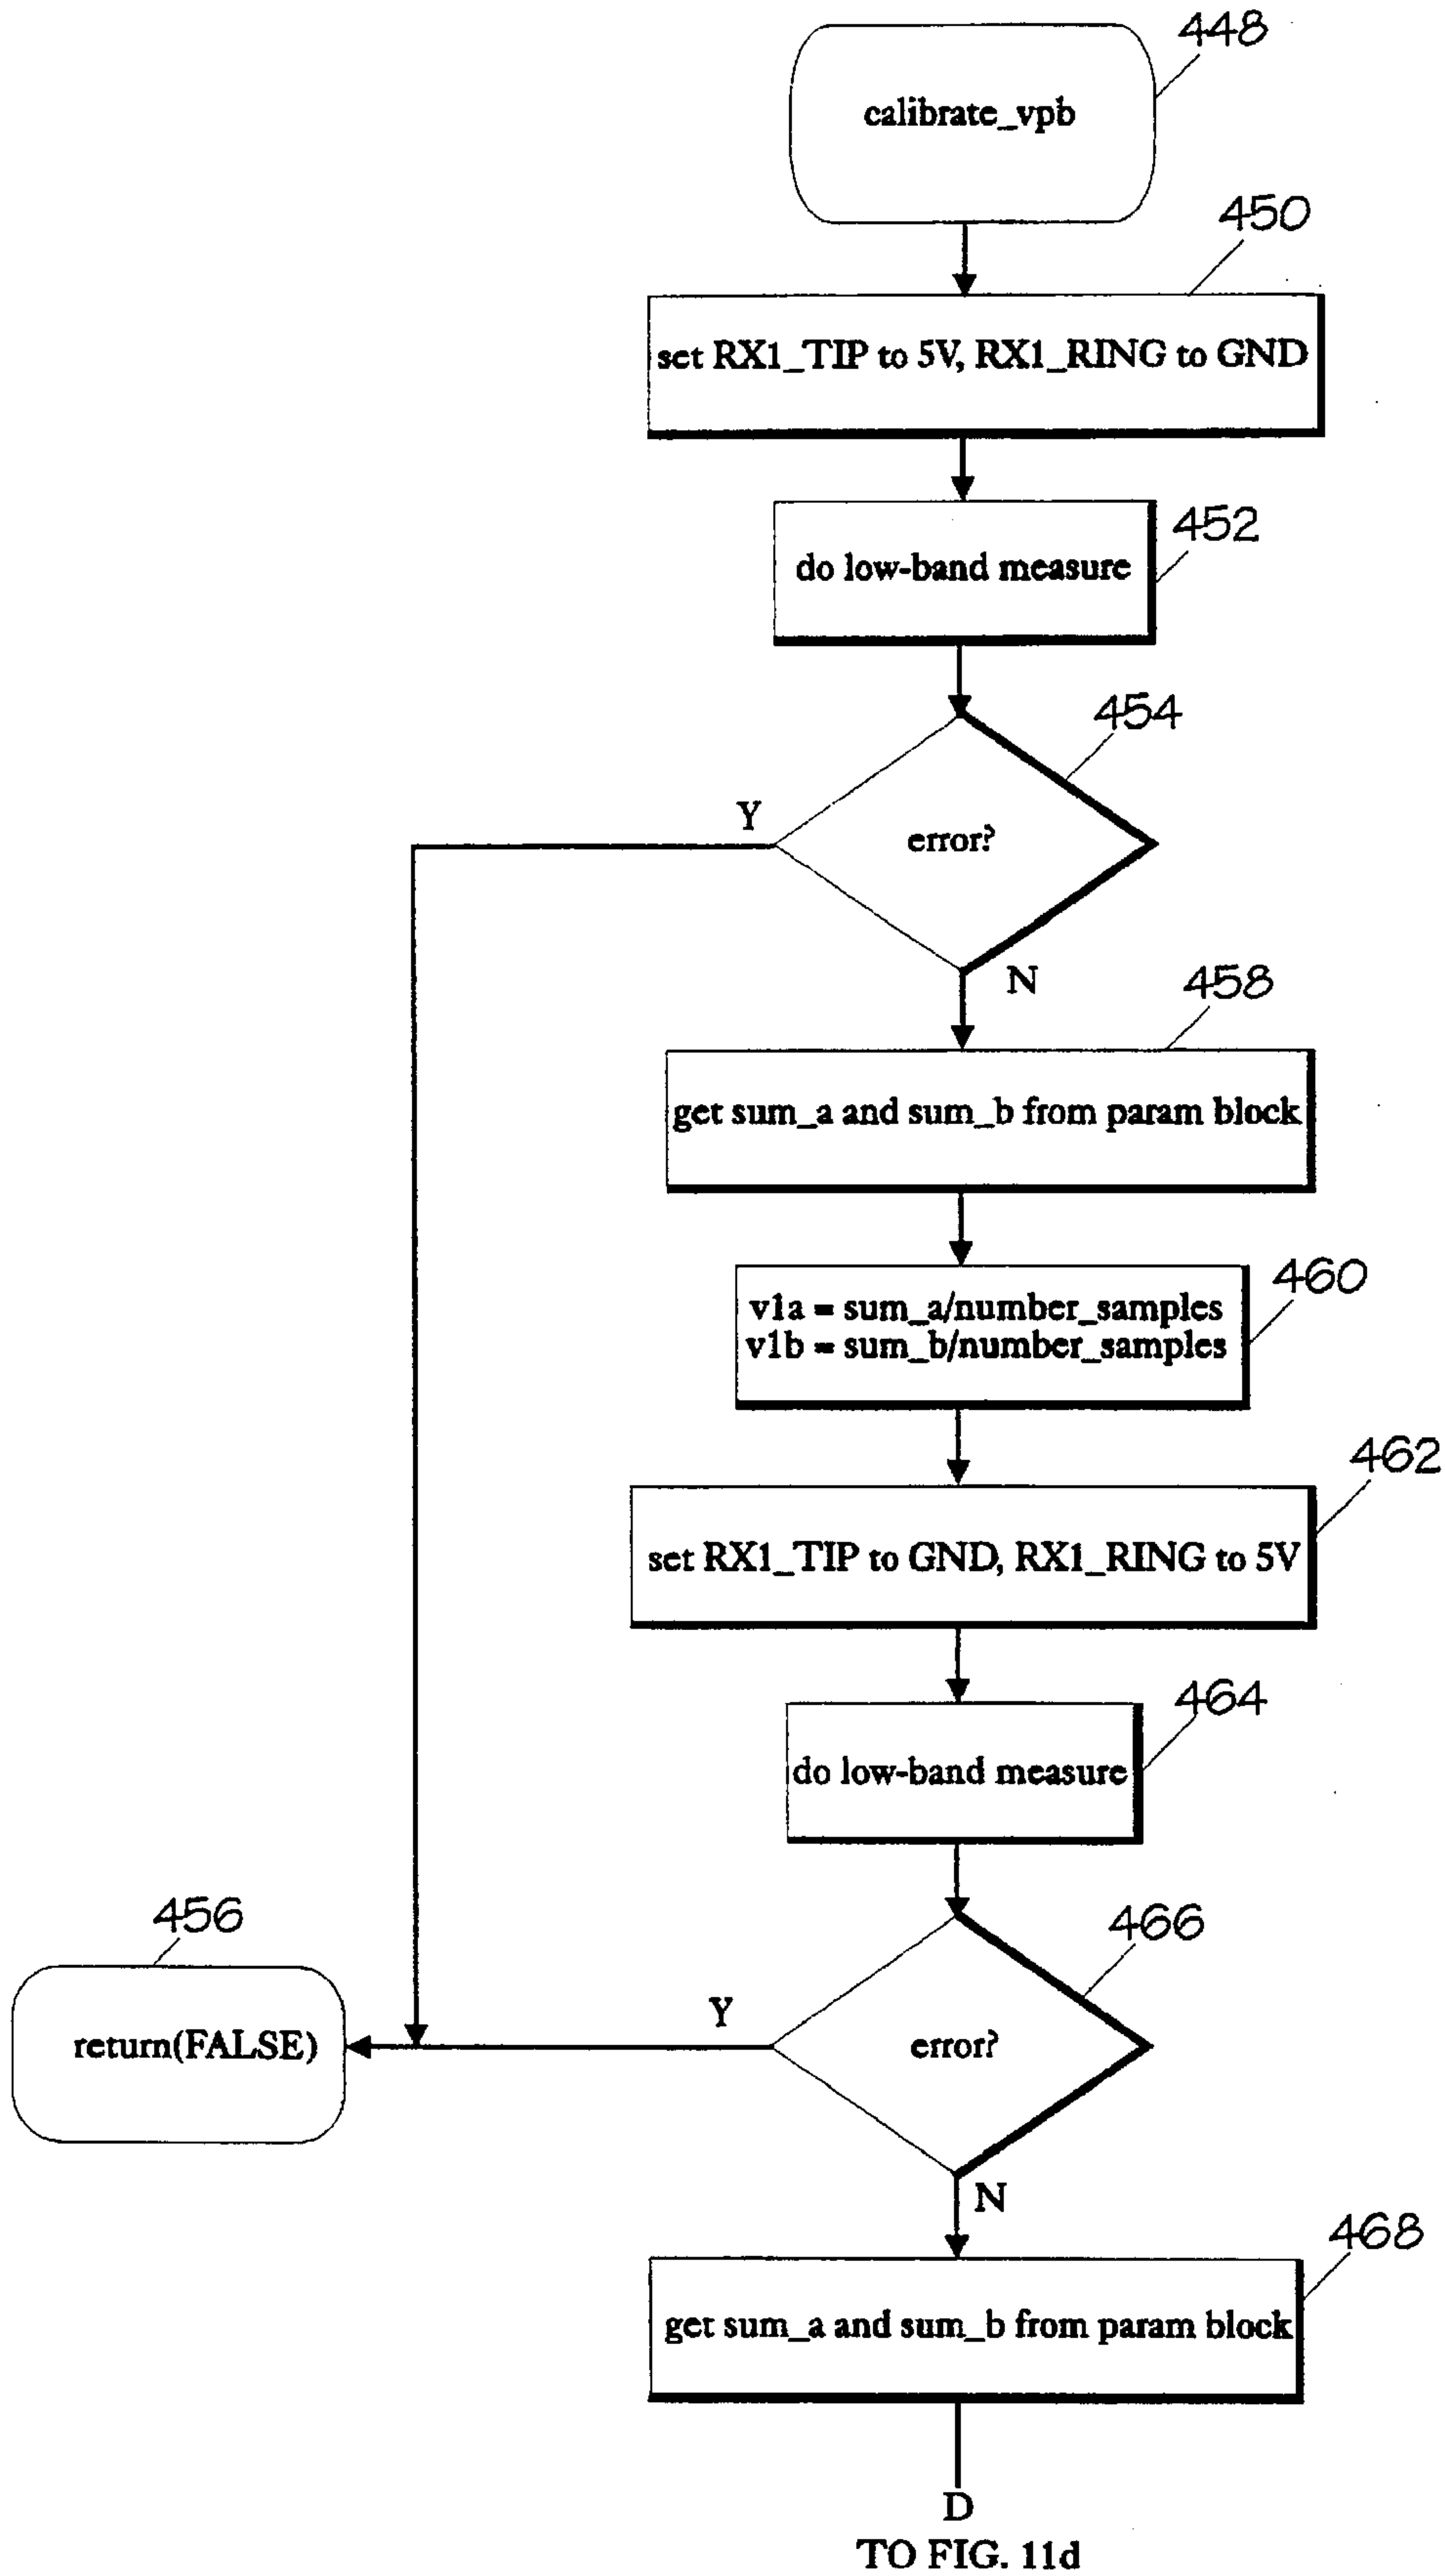 448
calibrate_vpb
450
set RX1_TIP to 5V, RX1_RING to GND
452
do low-band measure
454
Y
error?
N
458
get sum_a and sum_b from param block
460
v1a = sum_a/number_samples
v1b = sum_b/number_samples
462
set RX1_TIP to GND, RX1_RING to 5V
464
do low-band measure
456
466
return(FALSE)
Y
error?
N
468
get sum_a and sum_b from param block
D
TO FIG. 11d